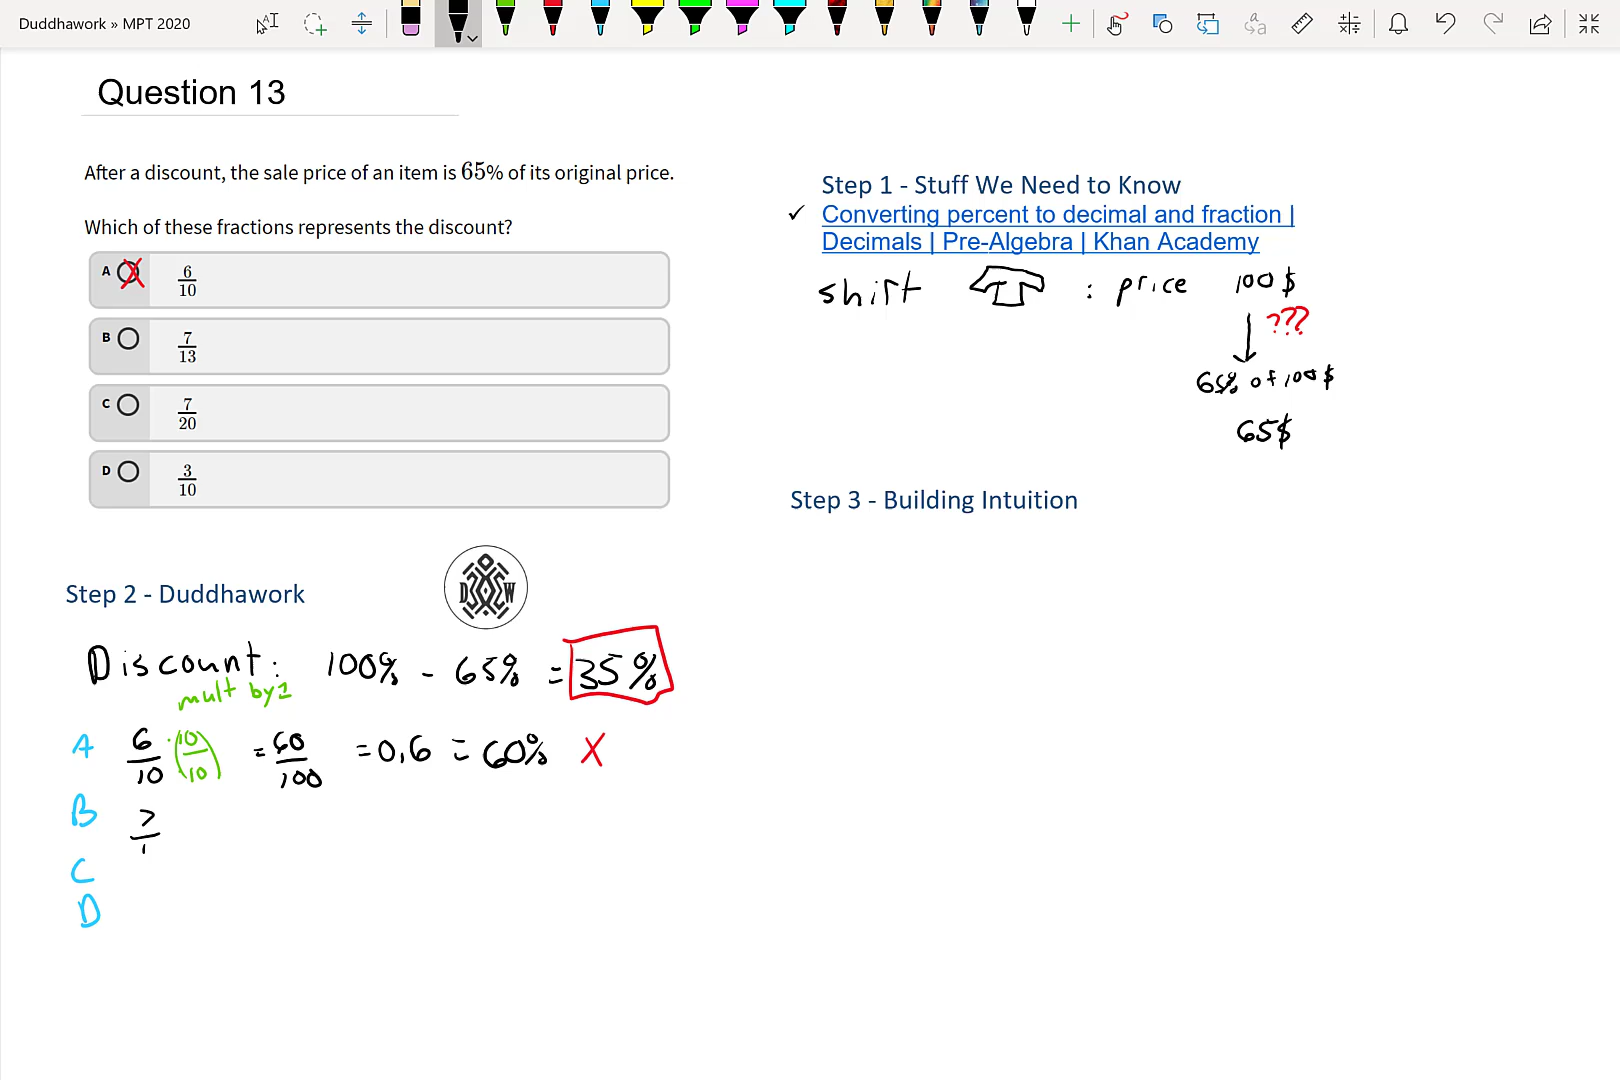 Duddhawork » MPT 2020
Question 13
After a discount, the sale price of an item is 65% of its original price.
Which of these fractions represents the discount?
A 6/10
B 7/13
C 7/20
D 3/10
Step 1 - Stuff We Need to Know
✓ Converting percent to decimal and fraction |
Decimals | Pre-Algebra | Khan Academy
shirt : price 100$
???
65% of 100$
65$
Step 3 - Building Intuition
Step 2 - Duddhawork
D W
Discount: 100% - 65% = 35%
mult by 1
A 6/10 · (10/10) = 60/100 = 0,6 = 60% X
B 7/1
C
D